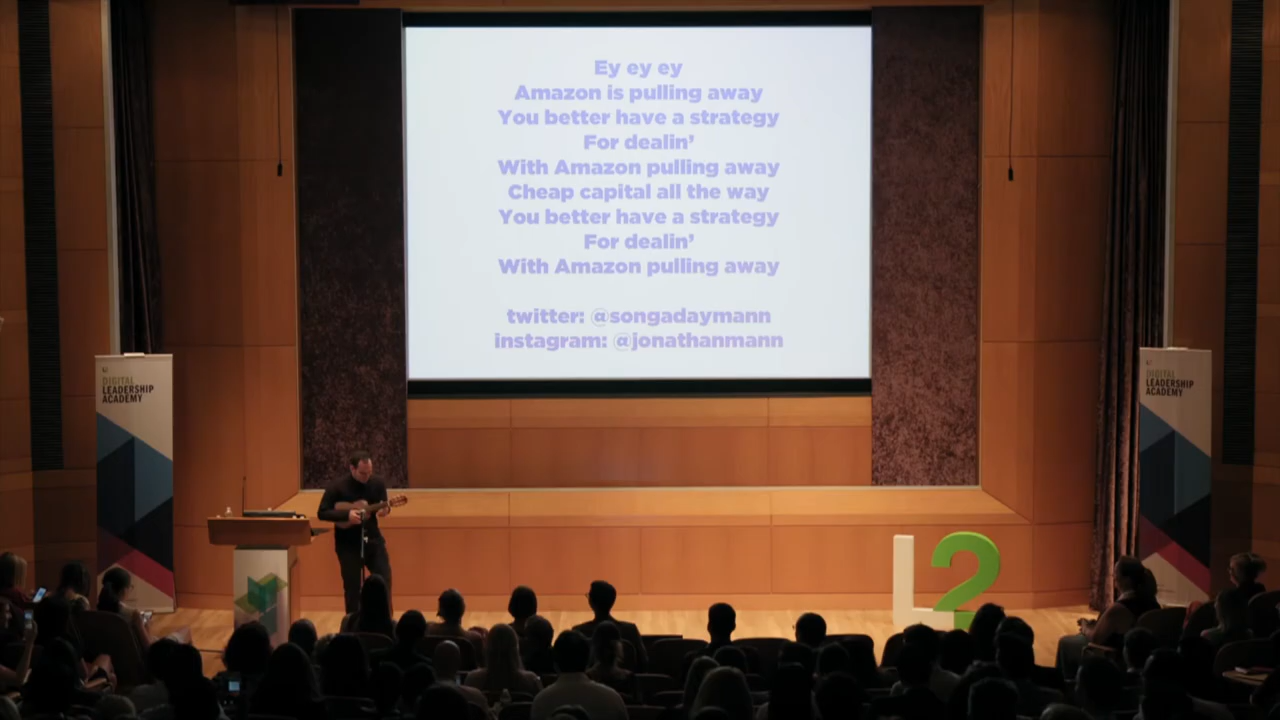 Ey ey ey
Amazon is pulling away
You better have a strategy
For dealin’
With Amazon pulling away
Cheap capital all the way
You better have a strategy
For dealin’
With Amazon pulling away
twitter: @songadaymann
instagram: @jonathanmann
DIGITAL
LEADERSHIP
ACADEMY
DIGITAL
LEADERSHIP
ACADEMY
L2